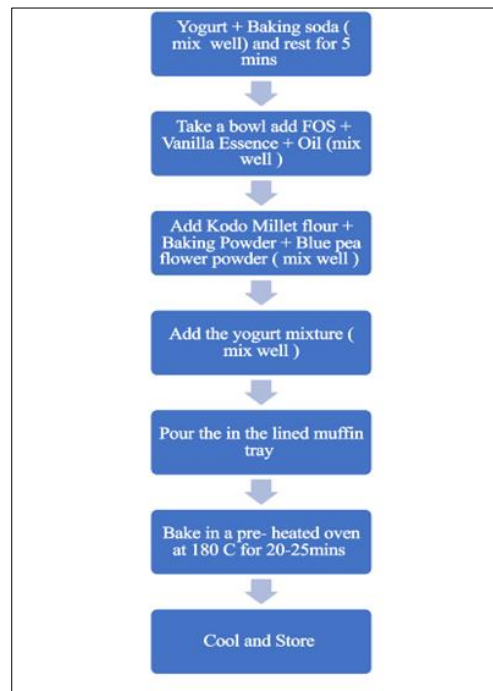 Yogurt + Baking soda (
mix well) and rest for 5
mins
Take a bowl add FOS +
Vanilla Essence + Oil (mix
well )
Add Kodo Millet flour +
Baking Powder + Blue pea
flower powder ( mix well )
Add the yogurt mixture (
mix well )
Pour the in the lined muffin
tray
Bake in a pre- heated oven
at 180 C for 20-25mins
Cool and Store